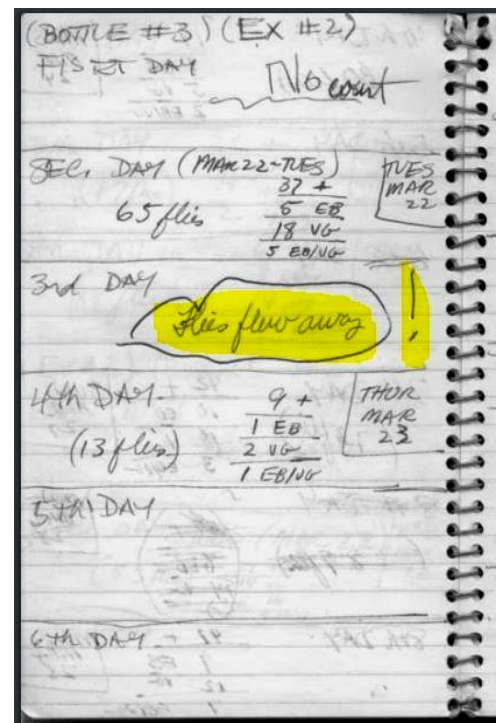 (BOTTLE #3) (EX #2)
FISRT DAY
No count
SEC. DAY (MAR 22-TUES)
TUES
MAR
22
65 flies
37 +
5 EB
18 VG
5 EB/VG
3rd DAY
Flies flew away !
4th DAY.
THUR
MAR
23
(13 flies)
9 +
1 EB
2 VG
1 EB/VG
5th DAY
6th DAY